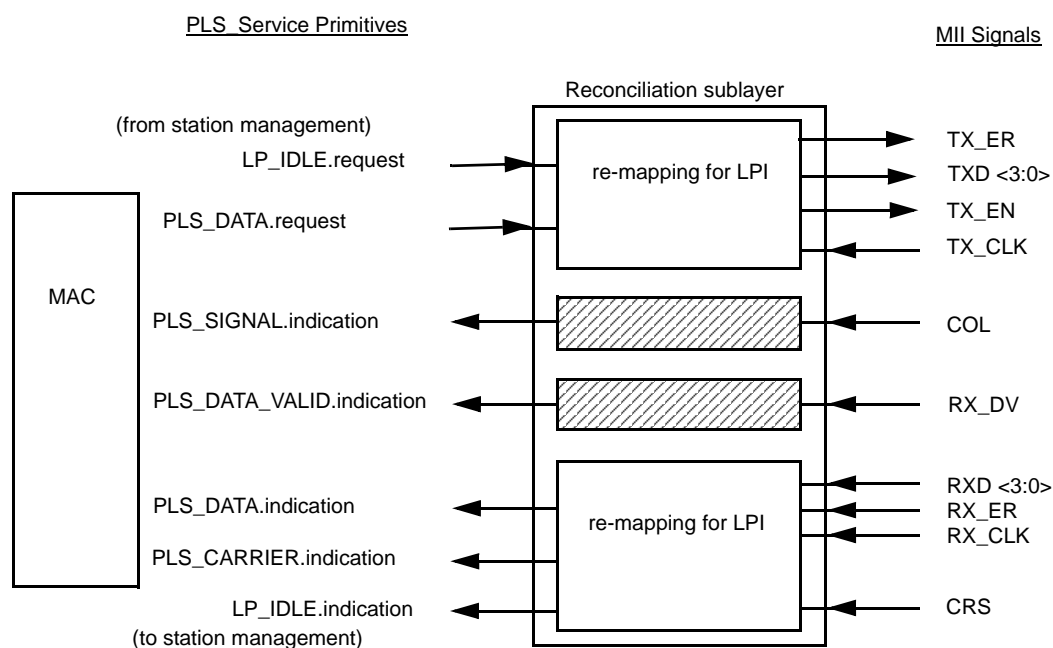 PLS_Service Primitives
MII Signals
Reconciliation sublayer
(from station management)
LP_IDLE.request
PLS_DATA.request
MAC
PLS_SIGNAL.indication
PLS_DATA_VALID.indication
PLS_DATA.indication
PLS_CARRIER.indication
LP_IDLE.indication
(to station management)
re-mapping for LPI
re-mapping for LPI
TX_ER
TXD <3:0>
TX_EN
TX_CLK
COL
RX_DV
RXD <3:0>
RX_ER
RX_CLK
CRS